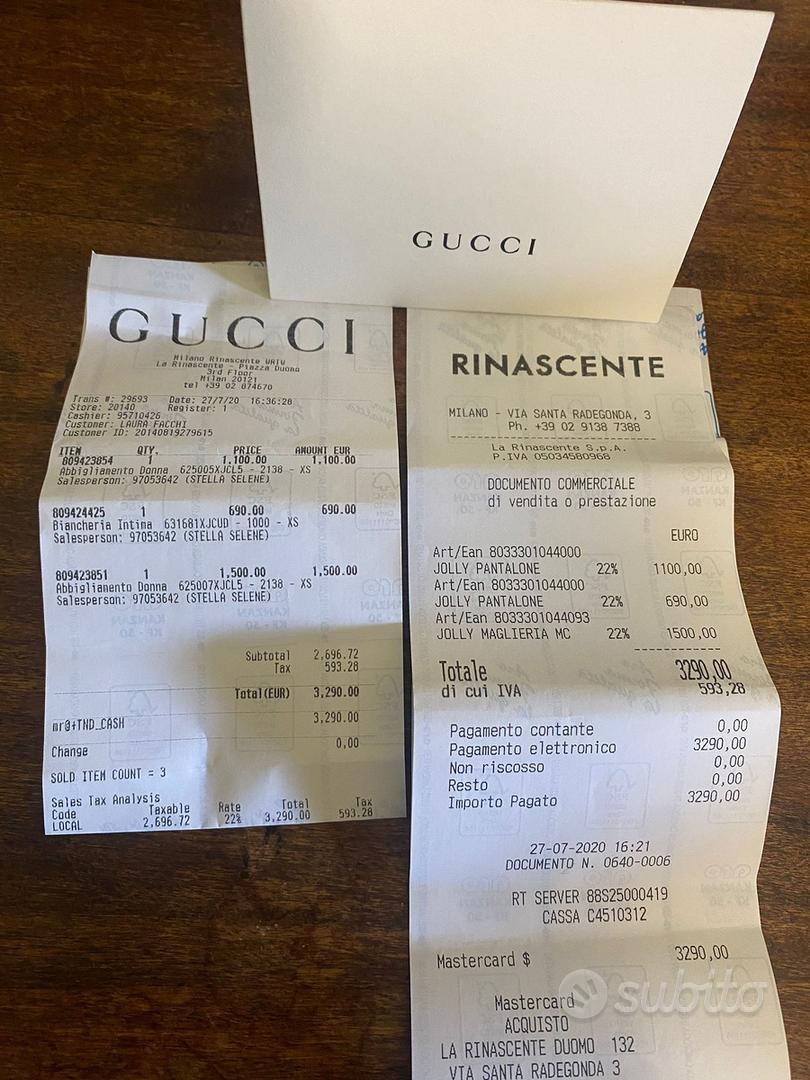 GUCCI
GUCCI
Milano Rinascente WRTW
La Rinascente - Piazza Duomo
3rd Floor
Milan 20121
tel +39 02 874670
Trans #: 29693 Date: 27/7/20 16:36:28
Store: 20140 Register: 1
Cashier: 95710426
Customer: LAURA FACCHI
Customer ID: 20140819279615
ITEM QTY. PRICE AMOUNT EUR
809423854 1 1,100.00 1,100.00
Abbigliamento Donna 625005XJCL5 - 2138 - XS
Salesperson: 97053642 (STELLA SELENE)
809424425 1 690.00 690.00
Biancheria Intima 631681XJCUD - 1000 - XS
Salesperson: 97053642 (STELLA SELENE)
809423851 1 1,500.00 1,500.00
Abbigliamento Donna 625007XJCL5 - 2138 - XS
Salesperson: 97053642 (STELLA SELENE)
Subtotal 2,696.72
Tax 593.28
Total(EUR) 3,290.00
mr@+TND_CASH 3,290.00
Change 0,00
SOLD ITEM COUNT = 3
Sales Tax Analysis
Code Taxable Rate Total Tax
LOCAL 2,696.72 22% 3.290.00 593.28
RINASCENTE
MILANO - VIA SANTA RADEGONDA, 3
Ph. +39 02 9138 7388
La Rinascente S.p.A.
P.IVA 05034580968
DOCUMENTO COMMERCIALE
di vendita o prestazione
EURO
Art/Ean 8033301044000
JOLLY PANTALONE 22% 1100,00
Art/Ean 8033301044000
JOLLY PANTALONE 22% 690,00
Art/Ean 8033301044093
JOLLY MAGLIERIA MC 22% 1500,00
Totale 3290,00
di cui IVA 593,28
Pagamento contante 0,00
Pagamento elettronico 3290,00
Non riscosso 0,00
Resto 0,00
Importo Pagato 3290,00
27-07-2020 16:21
DOCUMENTO N. 0640-0006
RT SERVER 88S25000419
CASSA C4510312
Mastercard $ 3290,00
Mastercard
ACQUISTO
LA RINASCENTE DUOMO 132
VIA SANTA RADEGONDA 3
subito